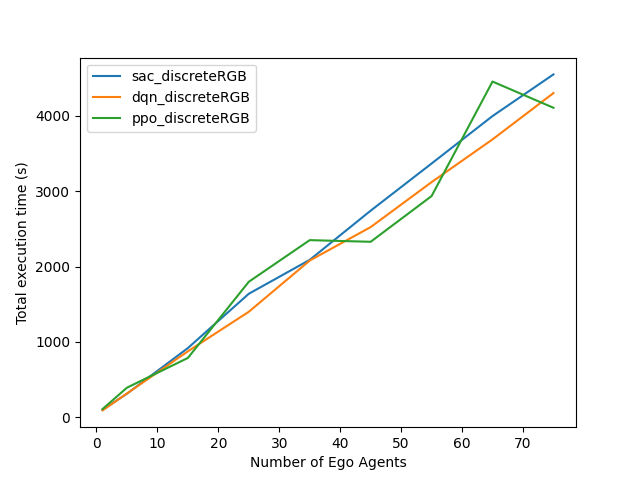 sac_discreteRGB
dqn_discreteRGB
ppo_discreteRGB
Total execution time (s)
4000
3000
2000
1000
0
0 10 20 30 40 50 60 70
Number of Ego Agents